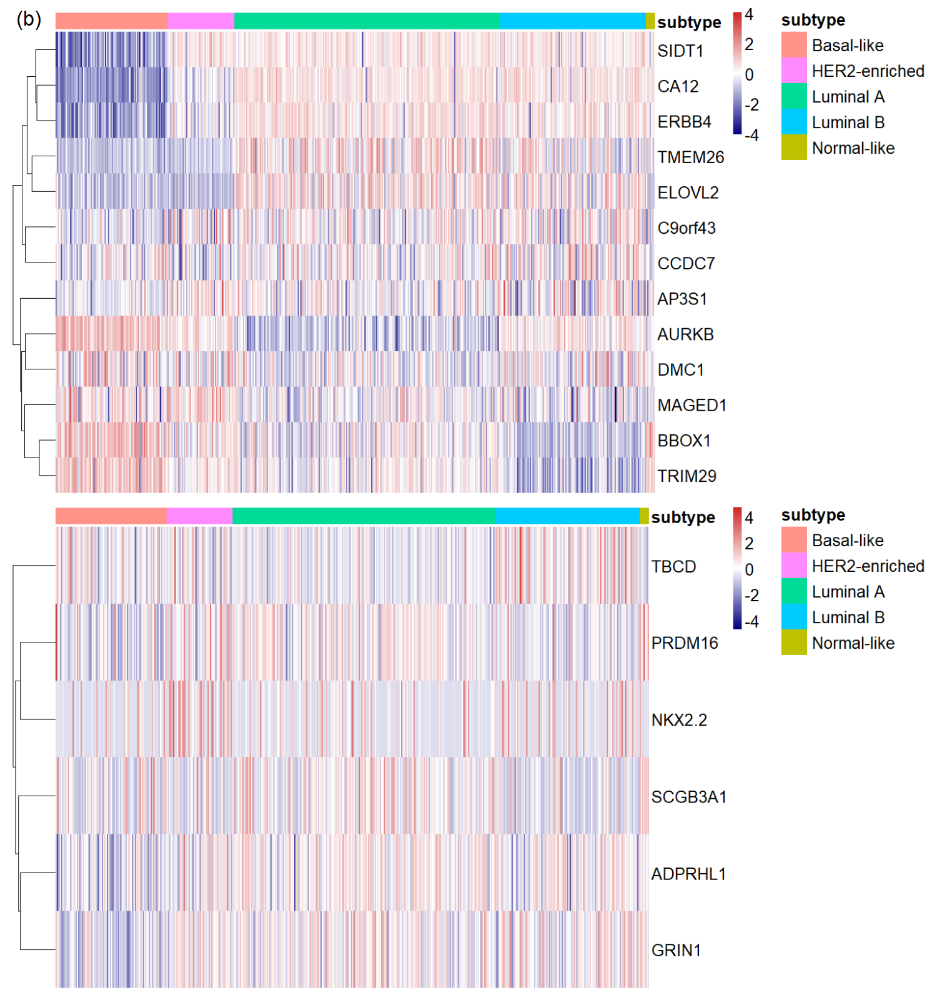 (b)
subtype
SIDT1
CA12
ERBB4
TMEM26
ELOVL2
C9orf43
CCDC7
AP3S1
AURKB
DMC1
MAGED1
BBOX1
TRIM29
4
2
0
-2
-4
subtype
Basal-like
HER2-enriched
Luminal A
Luminal B
Normal-like
subtype
TBCD
PRDM16
NKX2.2
SCGB3A1
ADPRHL1
GRIN1
4
2
0
-2
-4
subtype
Basal-like
HER2-enriched
Luminal A
Luminal B
Normal-like